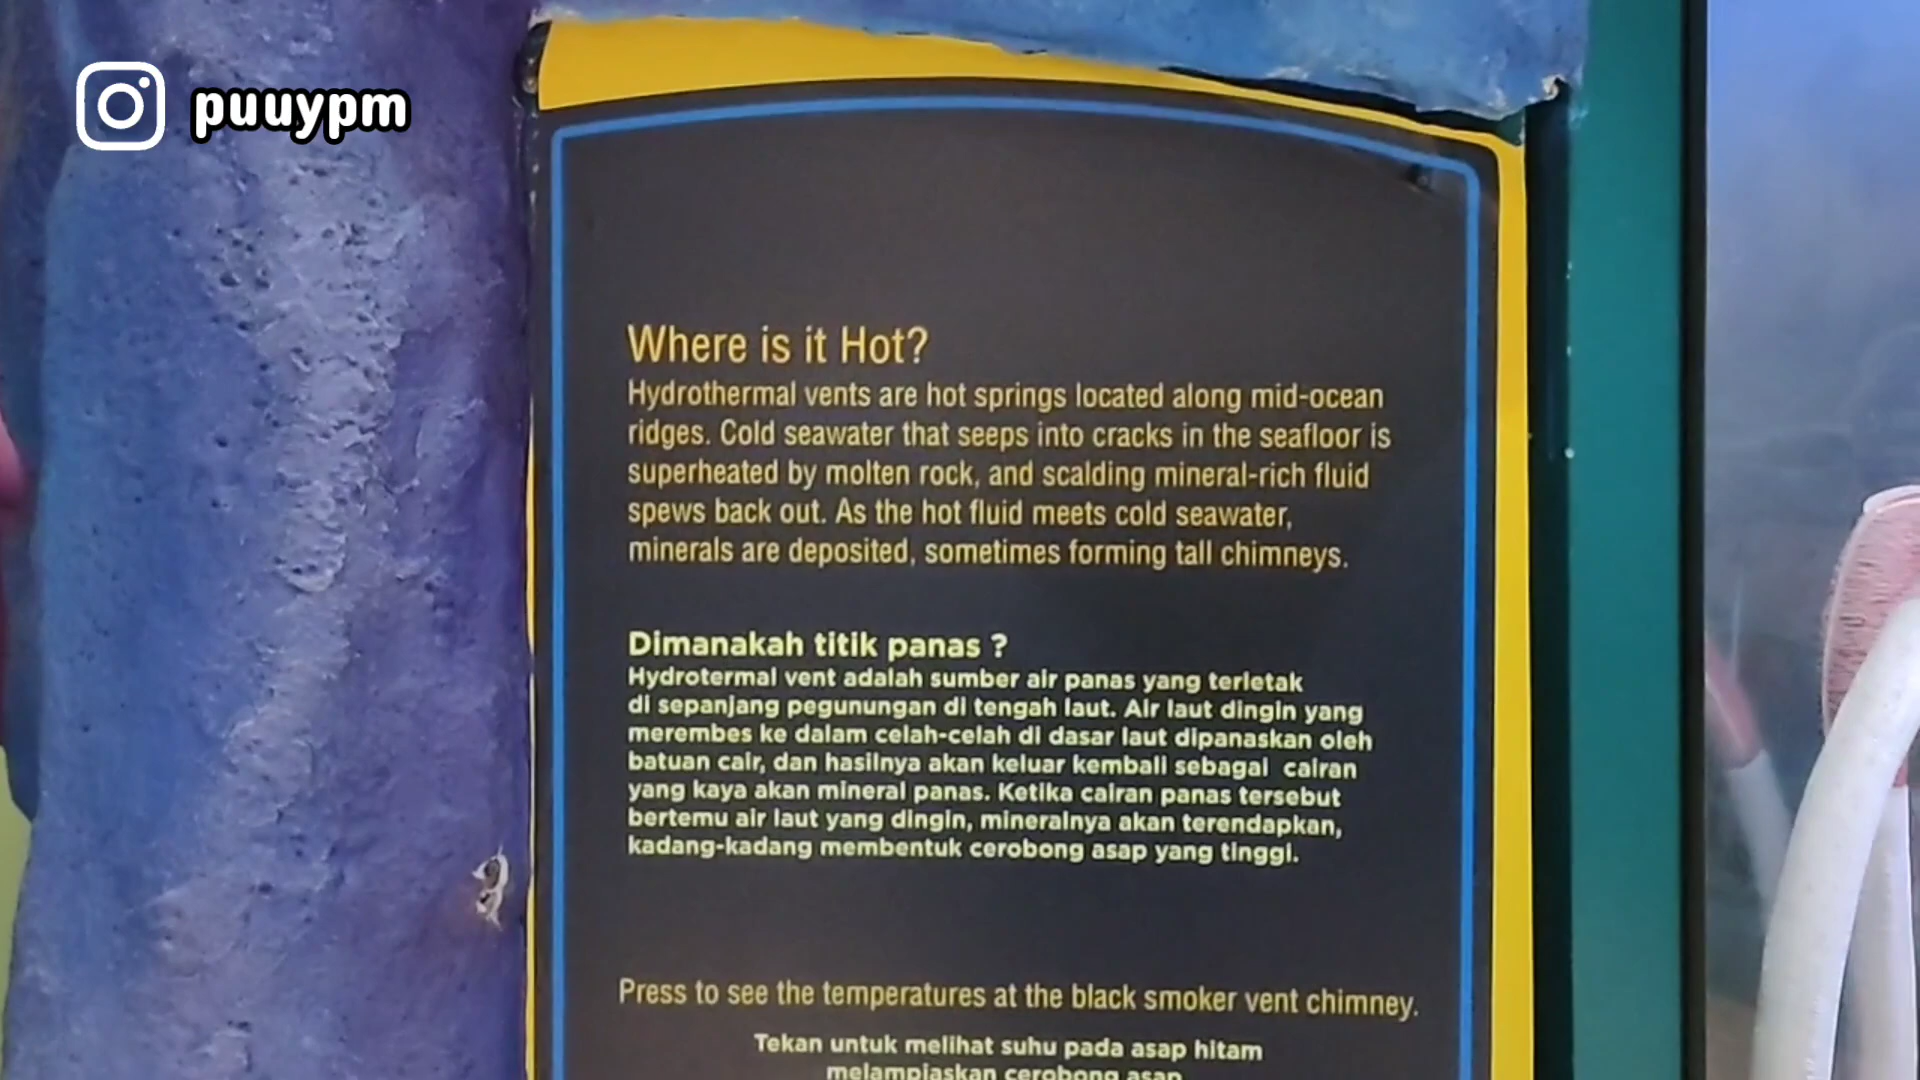 puuypm
Where is it Hot?
Hydrothermal vents are hot springs located along mid-ocean
ridges. Cold seawater that seeps into cracks in the seafloor is
superheated by molten rock, and scalding mineral-rich fluid
spews back out. As the hot fluid meets cold seawater,
minerals are deposited, sometimes forming tall chimneys.
Dimanakah titik panas ?
Hydrotermal vent adalah sumber air panas yang terletak
di sepanjang pegunungan di tengah laut. Air laut dingin yang
merembes ke dalam celah-celah di dasar laut dipanaskan oleh
batuan cair, dan hasilnya akan keluar kembali sebagai cairan
yang kaya akan mineral panas. Ketika cairan panas tersebut
bertemu air laut yang dingin, mineralnya akan terendapkan,
kadang-kadang membentuk cerobong asap yang tinggi.
Press to see the temperatures at the black smoker vent chimney.
Tekan untuk melihat suhu pada asap hitam
melampiaskan cerobong asap